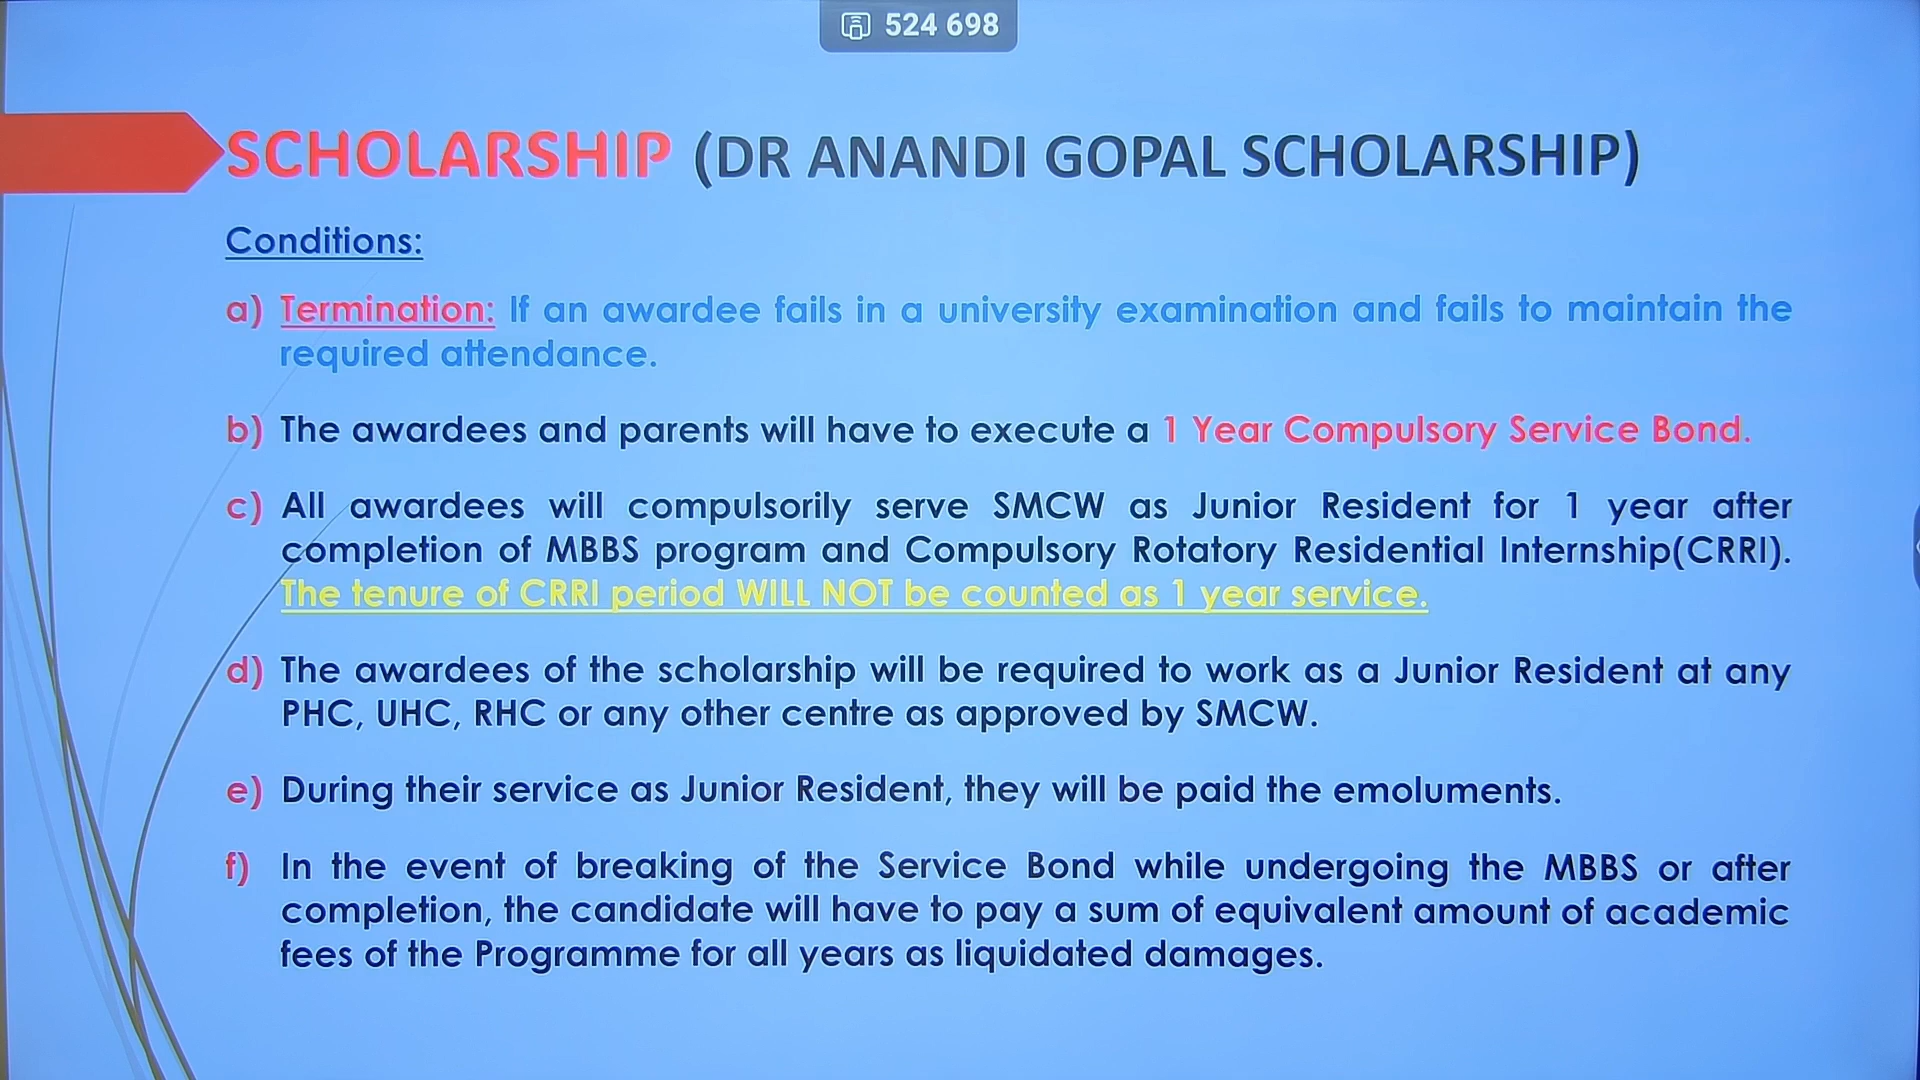 524 698
SCHOLARSHIP (DR ANANDI GOPAL SCHOLARSHIP)
Conditions:
a) Termination: If an awardee fails in a university examination and fails to maintain the
required attendance.
b) The awardees and parents will have to execute a 1 Year Compulsory Service Bond.
c) All awardees will compulsorily serve SMCW as Junior Resident for 1 year after
completion of MBBS program and Compulsory Rotatory Residential Internship(CRRI).
The tenure of CRRI period WILL NOT be counted as 1 year service.
d) The awardees of the scholarship will be required to work as a Junior Resident at any
PHC, UHC, RHC or any other centre as approved by SMCW.
e) During their service as Junior Resident, they will be paid the emoluments.
f) In the event of breaking of the Service Bond while undergoing the MBBS or after
completion, the candidate will have to pay a sum of equivalent amount of academic
fees of the Programme for all years as liquidated damages.